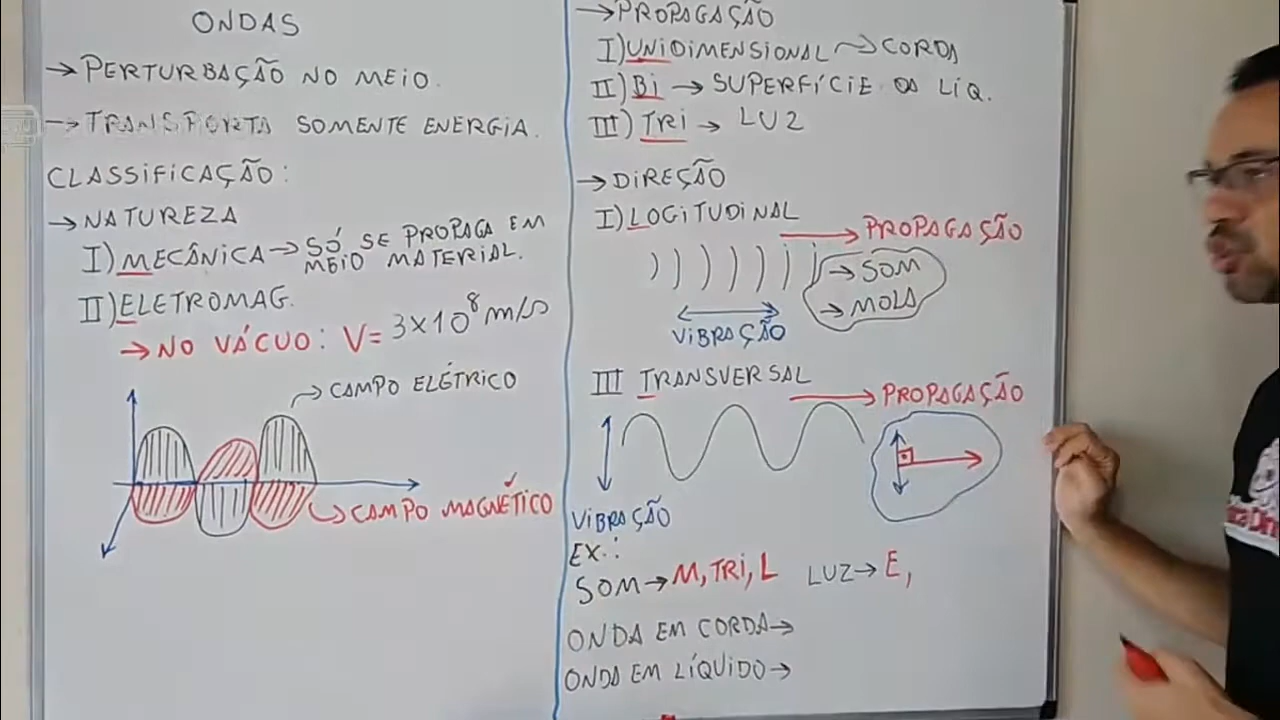 ONDAS
→ PERTURBAÇÃO NO MEIO.
→ TRANSPORTA SOMENTE ENERGIA.
CLASSIFICAÇÃO:
→ NATUREZA
I) MECÂNICA → SÓ SE PROPAGA EM
MEIO MATERIAL.
II) ELETROMAG.
→ NO VÁCUO: V= 3×10⁸ m/s
→ CAMPO ELÉTRICO
→ CAMPO MAGNÉTICO
→ PROPAGAÇÃO
I) UNIDIMENSIONAL → CORDA
II) Bi → SUPERFÍCIE DA LÍQ.
III) TRI → LUZ
→ DIREÇÃO
I) LOGITUDINAL
→ PROPAGAÇÃO
→ SOM
→ MOLA
VIBRAÇÃO
III TRANSVERSAL
→ PROPAGAÇÃO
VIBRAÇÃO
EX.:
SOM → M, TRI, L LUZ → E,
ONDA EM CORDA →
ONDA EM LÍQUIDO →